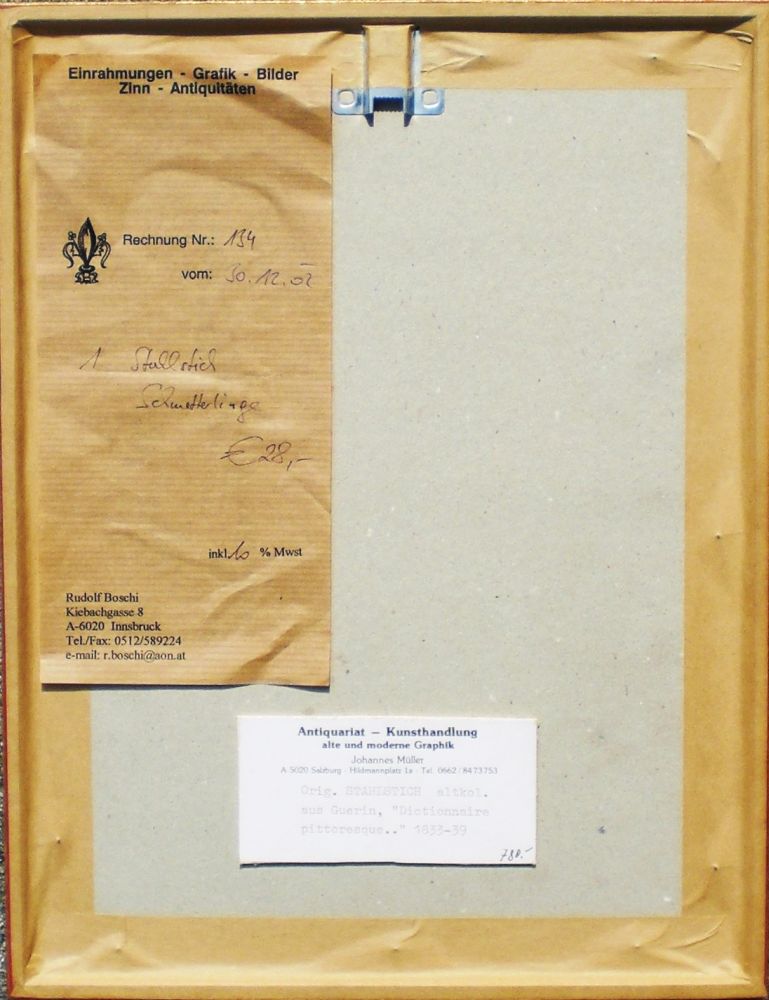 Einrahmungen - Grafik - Bilder
Zinn - Antiquitäten
Rechnung Nr.: 134
vom: 30.12.02
1 Stahlstich
Schmetterlinge
€ 28,-
inkl. 10 % Mwst
Rudolf Boschi
Kiebachgasse 8
A-6020 Innsbruck
Tel./Fax: 0512/589224
e-mail: r.boschi@aon.at
Antiquariat — Kunsthandlung
alte und moderne Graphik
Johannes Müller
A-5020 Salzburg · Hildmannplatz 1a · Tel. 0662/8473753
Orig. STAHLSTICH altkol.
aus Guerin, "Dictionnaire
pittoresque.." 1833-39
780.-